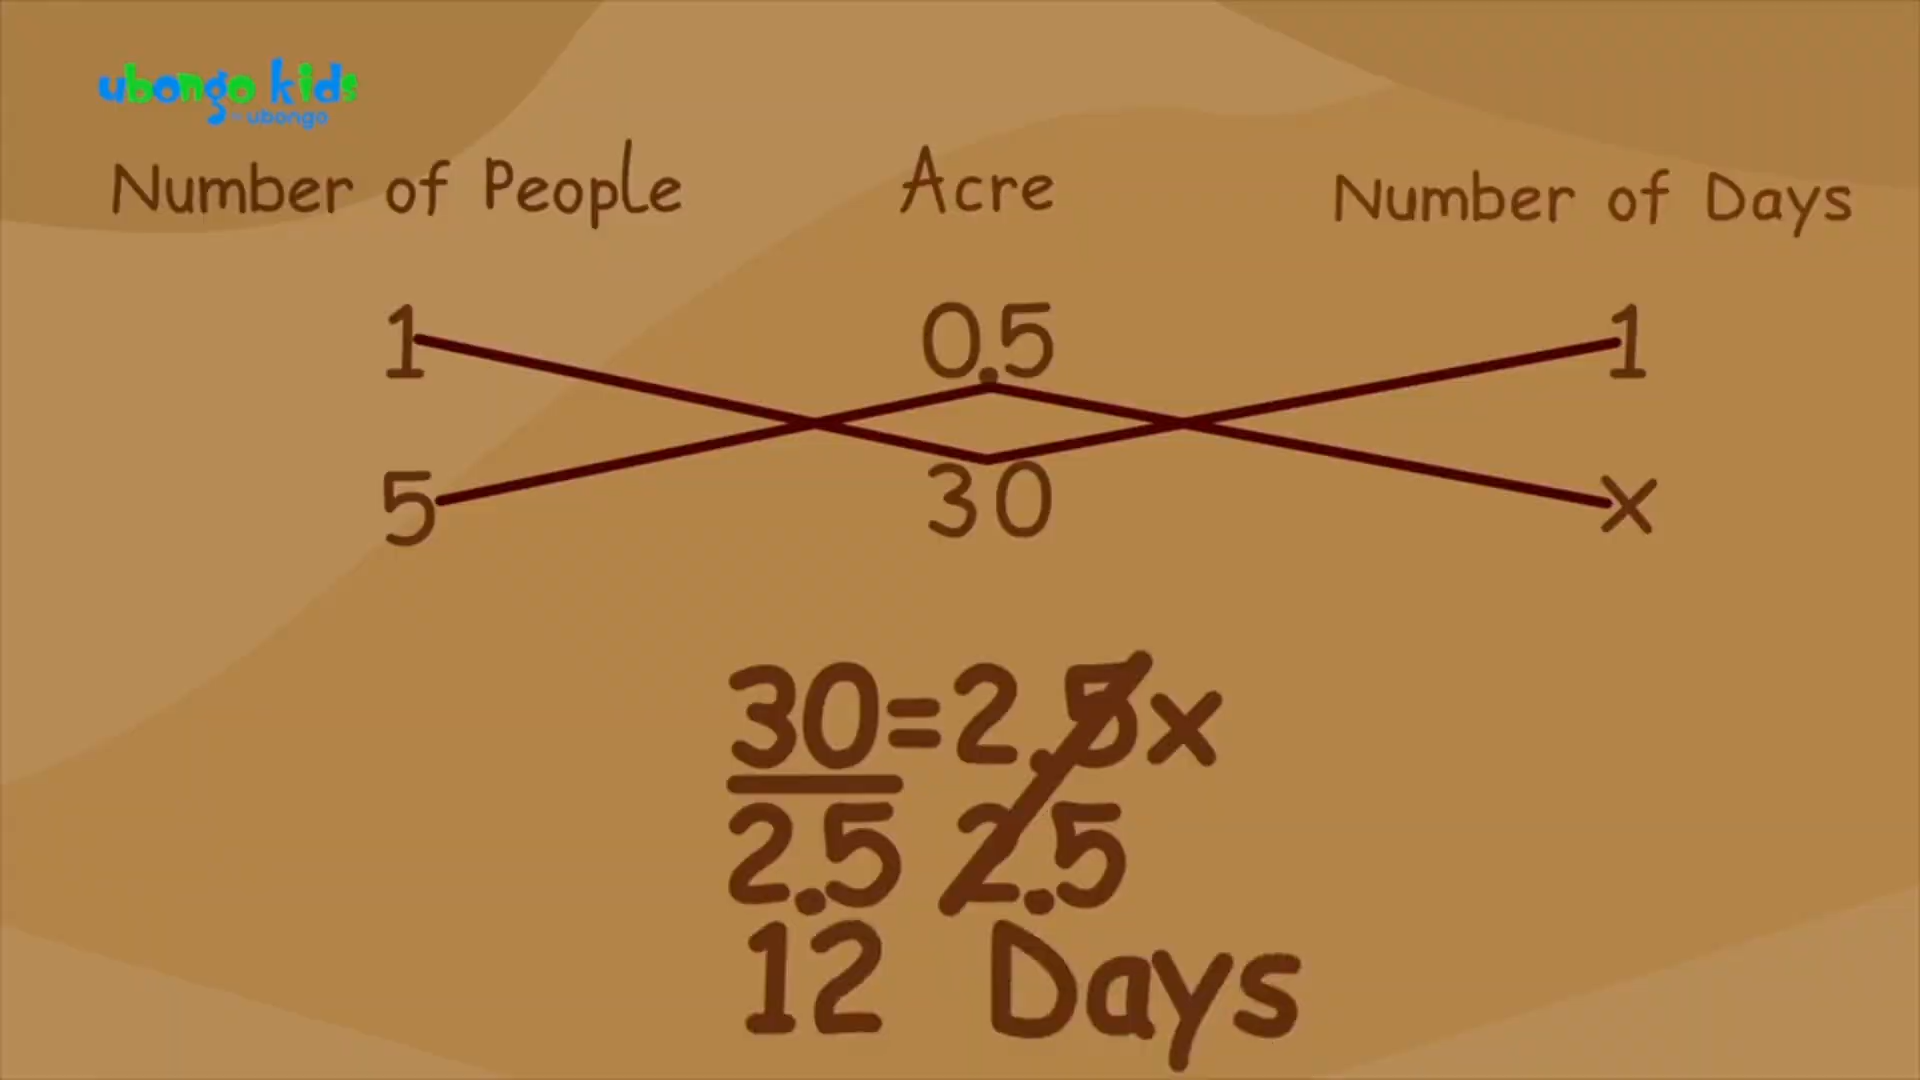 ubongo kids
- ubongo
Number of People Acre Number of Days
1 0.5 1
5 30 x
30=2.5x
2.5 2.5
12 Days